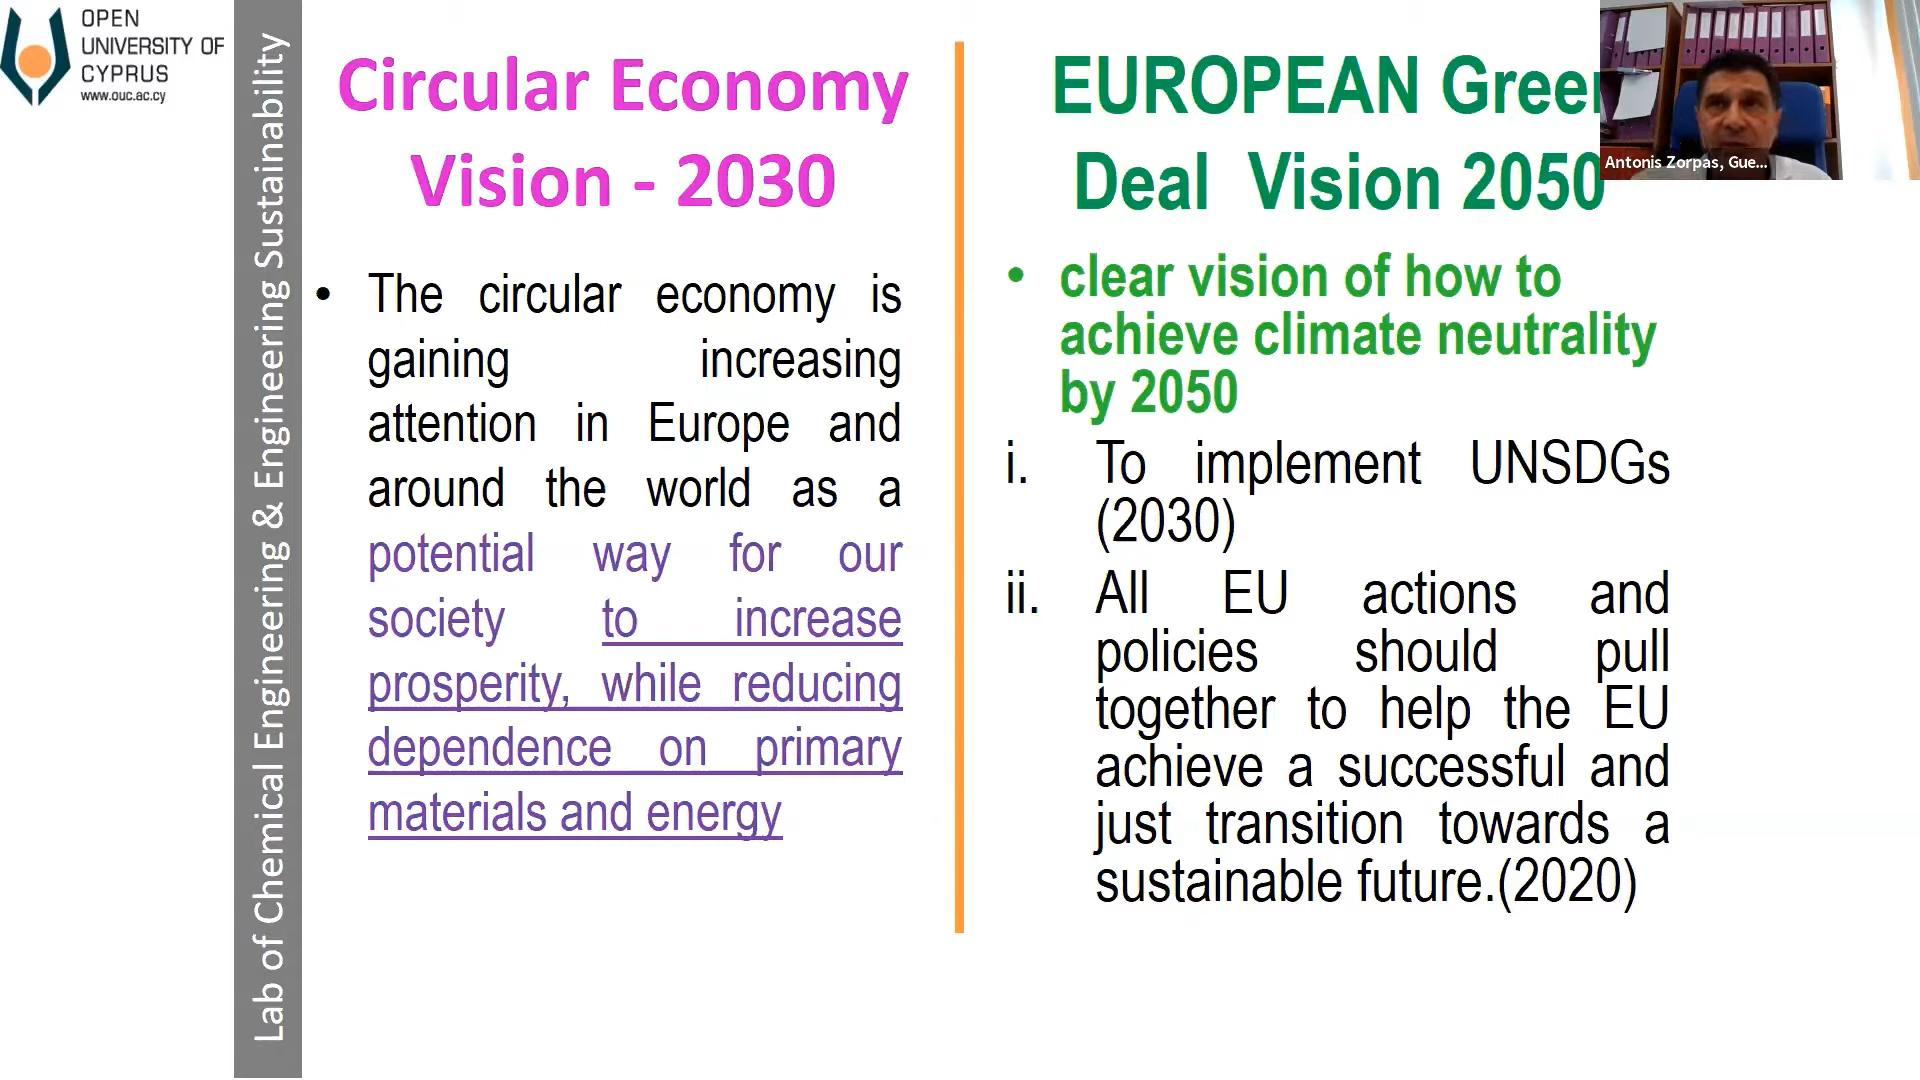 OPEN
UNIVERSITY OF
CYPRUS
www.ouc.ac.cy
Lab of Chemical Engineering & Engineering Sustainability
Circular Economy
Vision - 2030
• The circular economy is
gaining increasing
attention in Europe and
around the world as a
potential way for our
society to increase
prosperity, while reducing
dependence on primary
materials and energy
EUROPEAN Green
Deal Vision 2050
• clear vision of how to
achieve climate neutrality
by 2050
i. To implement UNSDGs
(2030)
ii. All EU actions and
policies should pull
together to help the EU
achieve a successful and
just transition towards a
sustainable future.(2020)
Antonis Zorpas, Gue...